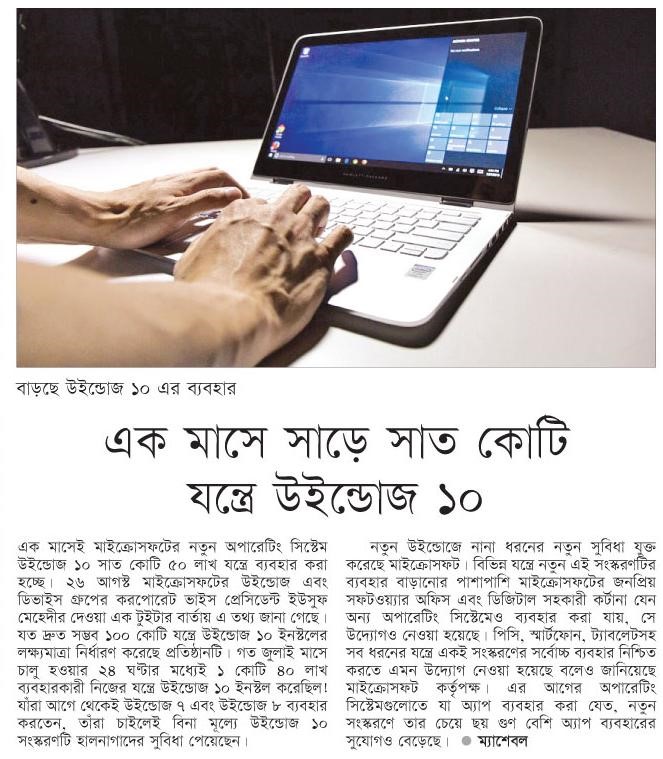 বাড়ছে উইন্ডোজ ১০ এর ব্যবহার
এক মাসে সাড়ে সাত কোটি
যন্ত্রে উইন্ডোজ ১০
এক মাসেই মাইক্রোসফটের নতুন অপারেটিং সিস্টেম
উইন্ডোজ ১০ সাত কোটি ৫০ লাখ যন্ত্রে ব্যবহার করা
হচ্ছে। ২৬ আগস্ট মাইক্রোসফটের উইন্ডোজ এবং
ডিভাইস গ্রুপের করপোরেট ভাইস প্রেসিডেন্ট ইউসুফ
মেহেদীর দেওয়া এক টুইটার বার্তায় এ তথ্য জানা গেছে।
যত দ্রুত সম্ভব ১০০ কোটি যন্ত্রে উইন্ডোজ ১০ ইনস্টলের
লক্ষ্যমাত্রা নির্ধারণ করেছে প্রতিষ্ঠানটি। গত জুলাই মাসে
চালু হওয়ার ২৪ ঘণ্টার মধ্যেই ১ কোটি ৪০ লাখ
ব্যবহারকারী নিজের যন্ত্রে উইন্ডোজ ১০ ইনস্টল করেছিল!
যাঁরা আগে থেকেই উইন্ডোজ ৭ এবং উইন্ডোজ ৮ ব্যবহার
করতেন, তাঁরা চাইলেই বিনা মূল্যে উইন্ডোজ ১০
সংস্করণটি হালনাগাদের সুবিধা পেয়েছেন।
নতুন উইন্ডোজে নানা ধরনের নতুন সুবিধা যুক্ত
করেছে মাইক্রোসফট। বিভিন্ন যন্ত্রে নতুন এই সংস্করণটির
ব্যবহার বাড়ানোর পাশাপাশি মাইক্রোসফটের জনপ্রিয়
সফটওয়্যার অফিস এবং ডিজিটাল সহকারী কর্টানা যেন
অন্য অপারেটিং সিস্টেমেও ব্যবহার করা যায়, সে
উদ্যোগও নেওয়া হয়েছে। পিসি, স্মার্টফোন, ট্যাবলেটসহ
সব ধরনের যন্ত্রে একই সংস্করণের সর্বোচ্চ ব্যবহার নিশ্চিত
করতে এমন উদ্যোগ নেওয়া হয়েছে বলেও জানিয়েছে
মাইক্রোসফট কর্তৃপক্ষ। এর আগের অপারেটিং
সিস্টেমগুলোতে যা অ্যাপ ব্যবহার করা যেত, নতুন
সংস্করণে তার চেয়ে ছয় গুণ বেশি অ্যাপ ব্যবহারের
সুযোগও বেড়েছে। ● ম্যাশেবল